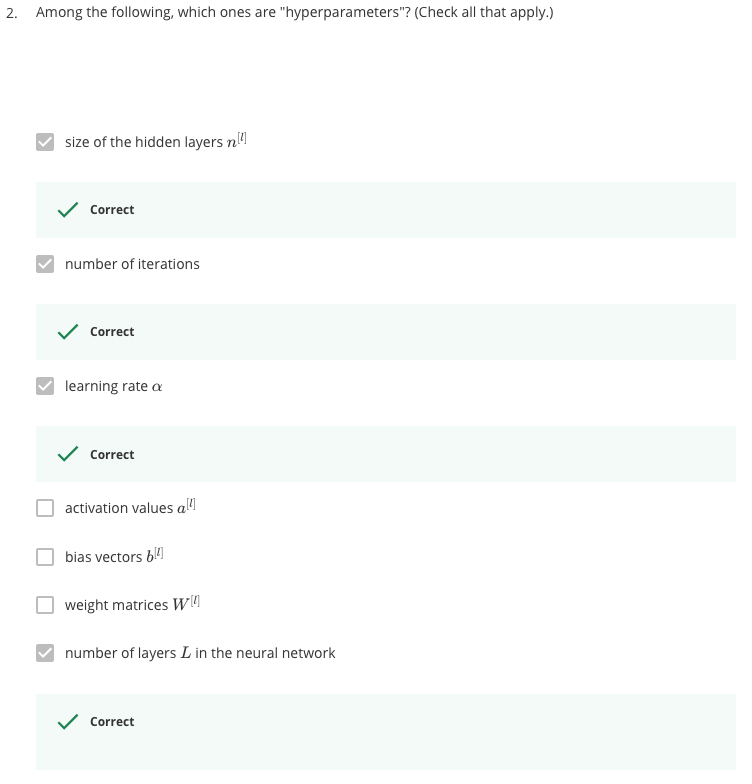 2. Among the following, which ones are "hyperparameters"? (Check all that apply.)
size of the hidden layers n^{[l]}
Correct
number of iterations
Correct
learning rate α
Correct
activation values a^{[l]}
bias vectors b^{[l]}
weight matrices W^{[l]}
number of layers L in the neural network
Correct